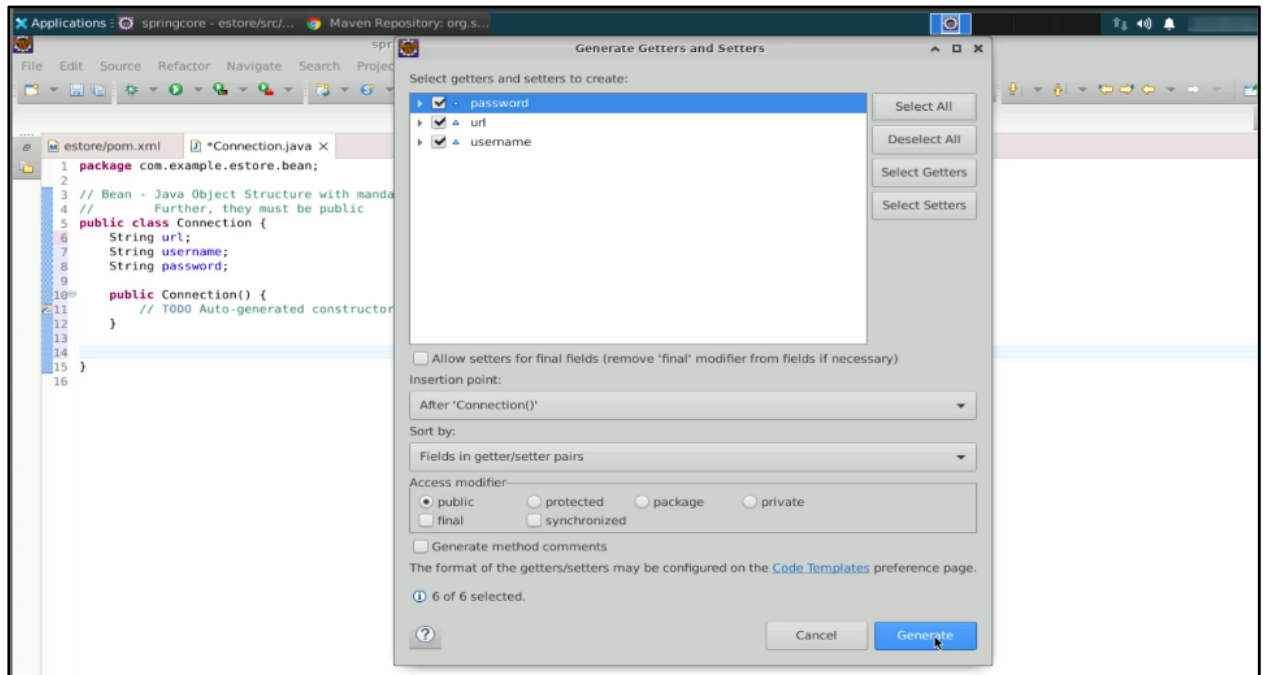 Applications : springcore - estore/src/... Maven Repository: org.s...
spr
Generate Getters and Setters
File Edit Source Refactor Navigate Search Projec
estore/pom.xml *Connection.java
1 package com.example.estore.bean;
2
3 // Bean - Java Object Structure with manda
4 // Further, they must be public
5 public class Connection {
6 String url;
7 String username;
8 String password;
9
10 public Connection() {
11 // TODO Auto-generated constructor
12 }
13
14
15 }
16
Select getters and setters to create:
password
url
username
Select All
Deselect All
Select Getters
Select Setters
Allow setters for final fields (remove 'final' modifier from fields if necessary)
Insertion point:
After 'Connection()'
Sort by:
Fields in getter/setter pairs
Access modifier
public protected package private
final synchronized
Generate method comments
The format of the getters/setters may be configured on the Code Templates preference page.
6 of 6 selected.
?
Cancel Generate